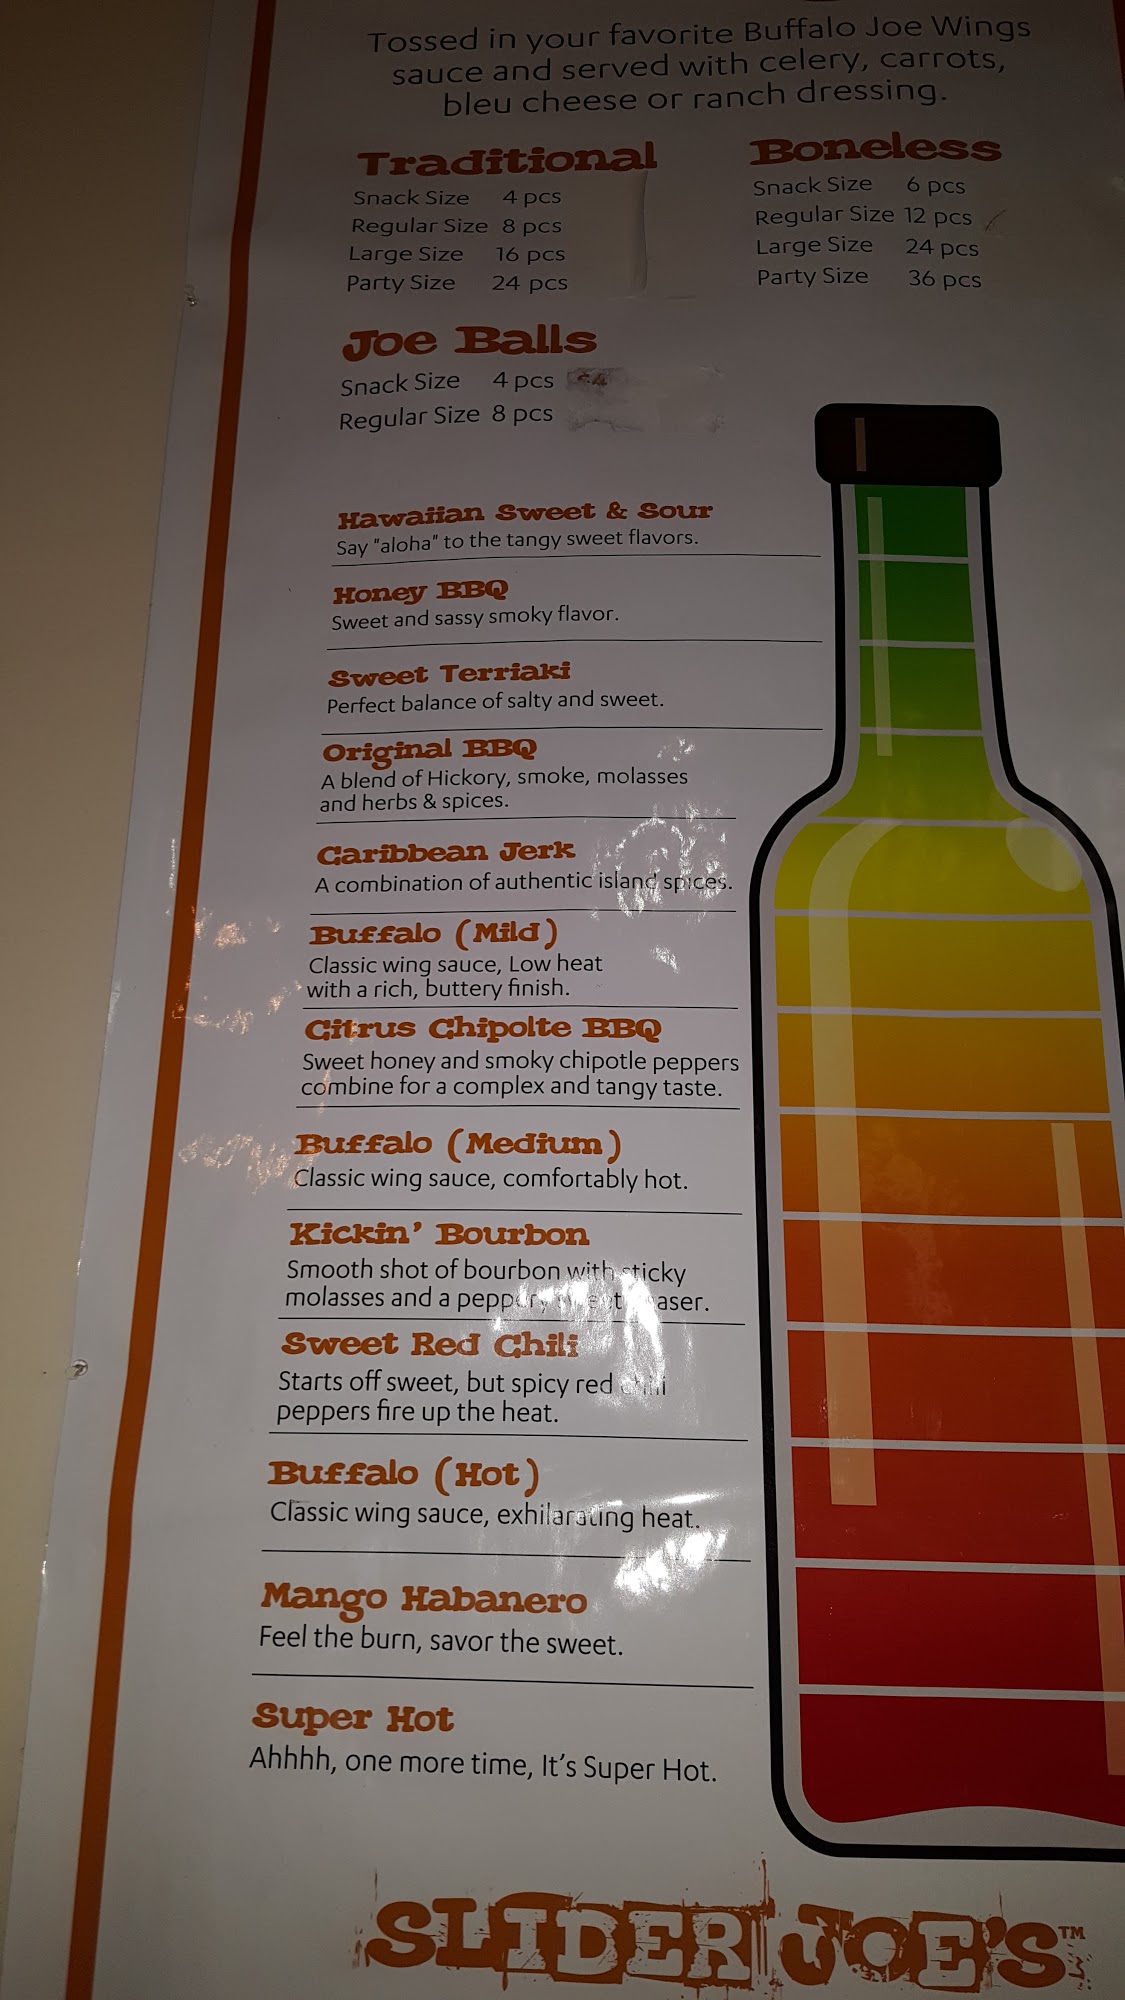 Tossed in your favorite Buffalo Joe Wings
sauce and served with celery, carrots,
bleu cheese or ranch dressing.
Traditional
Snack Size 4 pcs
Regular Size 8 pcs
Large Size 16 pcs
Party Size 24 pcs
Boneless
Snack Size 6 pcs
Regular Size 12 pcs
Large Size 24 pcs
Party Size 36 pcs
Joe Balls
Snack Size 4 pcs
Regular Size 8 pcs
Hawaiian Sweet & Sour
Say "aloha" to the tangy sweet flavors.
Honey BBQ
Sweet and sassy smoky flavor.
Sweet Terriaki
Perfect balance of salty and sweet.
Original BBQ
A blend of Hickory, smoke, molasses
and herbs & spices.
Caribbean Jerk
A combination of authentic island spices.
Buffalo (Mild)
Classic wing sauce, Low heat
with a rich, buttery finish.
Citrus Chipolte BBQ
Sweet honey and smoky chipotle peppers
combine for a complex and tangy taste.
Buffalo (Medium)
Classic wing sauce, comfortably hot.
Kickin' Bourbon
Smooth shot of bourbon with sticky
molasses and a peppery
Sweet Red Chili
Starts off sweet, but spicy red chili
peppers fire up the heat.
Buffalo (Hot)
Classic wing sauce, exhilarating heat.
Mango Habanero
Feel the burn, savor the sweet.
Super Hot
Ahhhh, one more time, It's Super Hot.
SLIDER JOE'S™